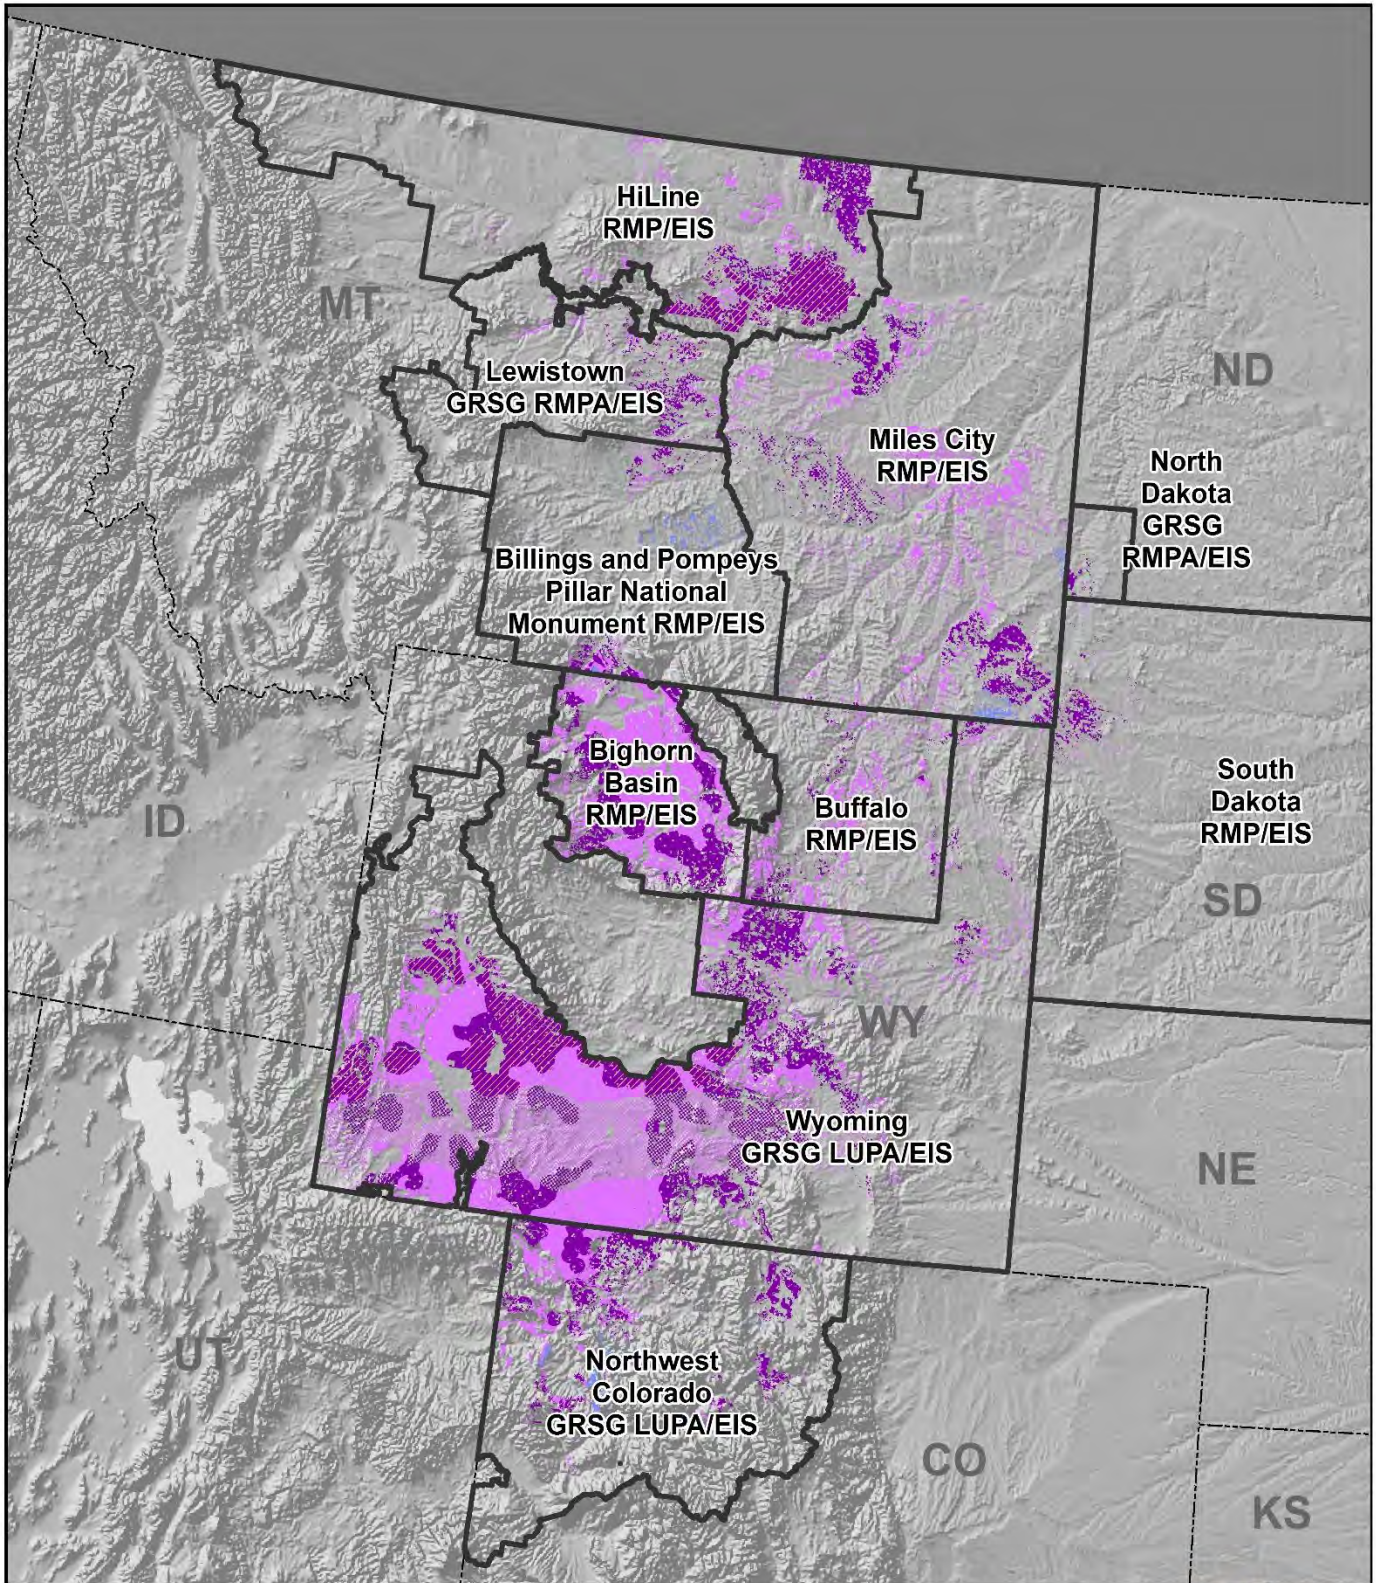 HiLine
RMP/EIS
MT
Lewistown
GRSG RMPA/EIS
ND
Miles City
RMP/EIS
North
Dakota
GRSG
RMPA/EIS
Billings and Pompeys
Pillar National
Monument RMP/EIS
Bighorn
Basin
RMP/EIS
Buffalo
RMP/EIS
South
Dakota
RMP/EIS
ID
SD
WY
Wyoming
GRSG LUPA/EIS
NE
UT
Northwest
Colorado
GRSG LUPA/EIS
CO
KS